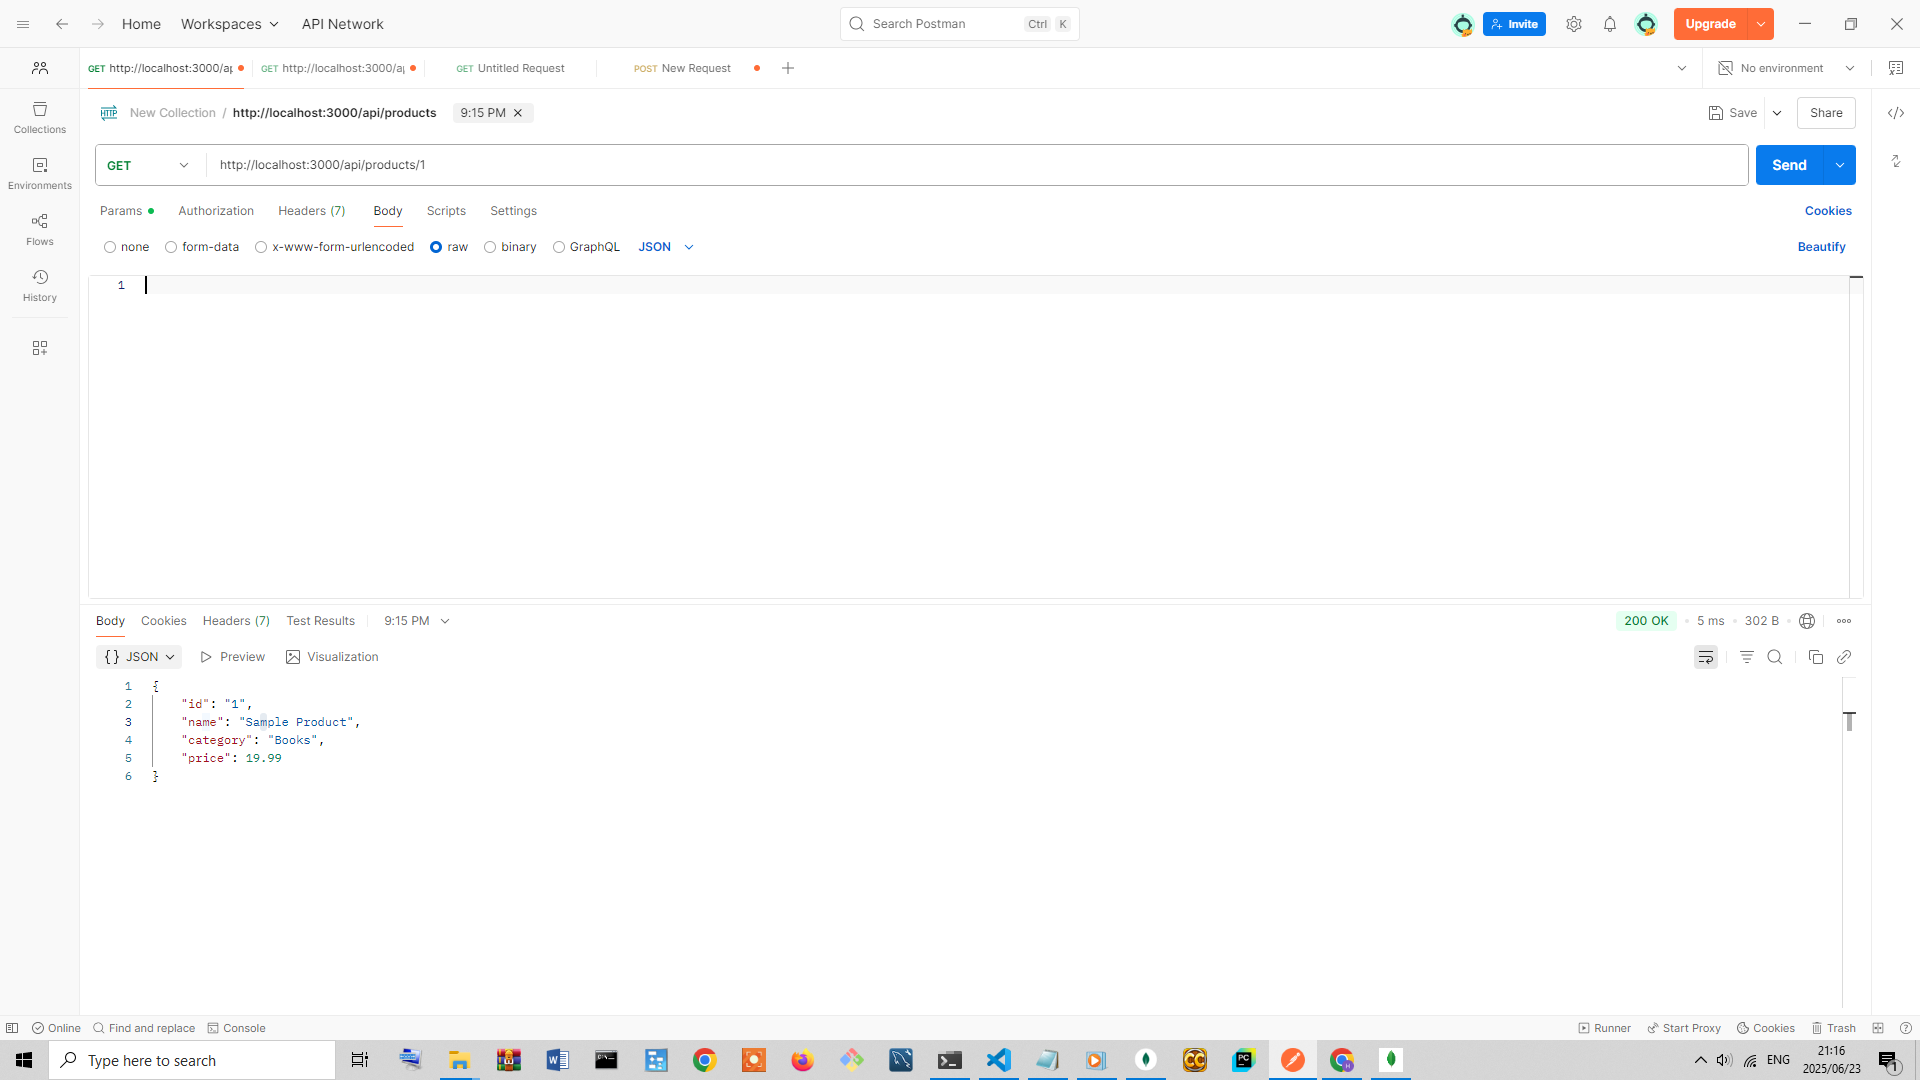 Home Workspaces API Network Search Postman Ctrl K Invite Upgrade
GET http://localhost:3000/ap GET http://localhost:3000/ap GET Untitled Request POST New Request No environment
HTTP New Collection / http://localhost:3000/api/products 9:15 PM Save Share
Collections
GET http://localhost:3000/api/products/1 Send
Environments
Params Authorization Headers (7) Body Scripts Settings Cookies
Flows
none form-data x-www-form-urlencoded raw binary GraphQL JSON Beautify
History
1
Body Cookies Headers (7) Test Results 9:15 PM 200 OK 5 ms 302 B
{} JSON Preview Visualization
1 {
2 "id": "1",
3 "name": "Sample Product",
4 "category": "Books",
5 "price": 19.99
6 }
Online Find and replace Console Runner Start Proxy Cookies Trash
Type here to search ENG 21:16
2025/06/23 1